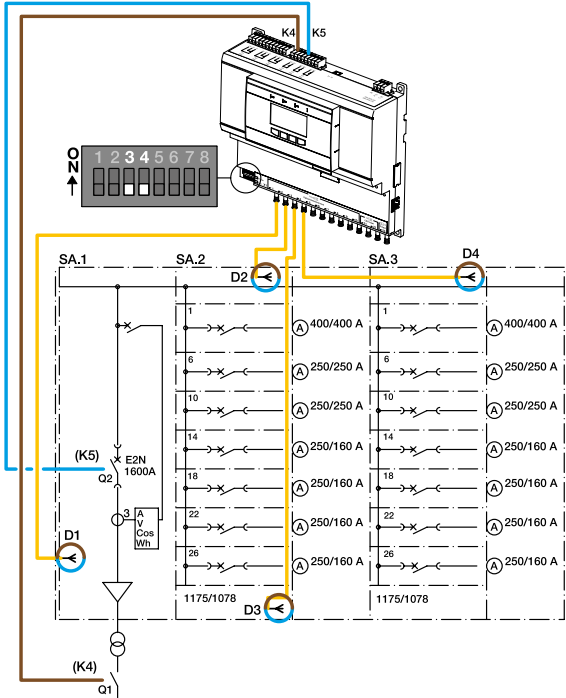 K4 K5
ON
1 2 3 4 5 6 7 8
SA.1
SA.2
D2
SA.3
D4
1
A 400/400 A
6
A 250/250 A
10
A 250/250 A
14
A 250/160 A
18
A 250/160 A
22
A 250/160 A
26
A 250/160 A
1175/1078
1
A 400/400 A
6
A 250/250 A
10
A 250/250 A
14
A 250/160 A
18
A 250/160 A
22
A 250/160 A
26
A 250/160 A
1175/1078
(K5)
E2N
1600A
Q2
3
A
V
Cos
Wh
D1
D3
(K4)
Q1